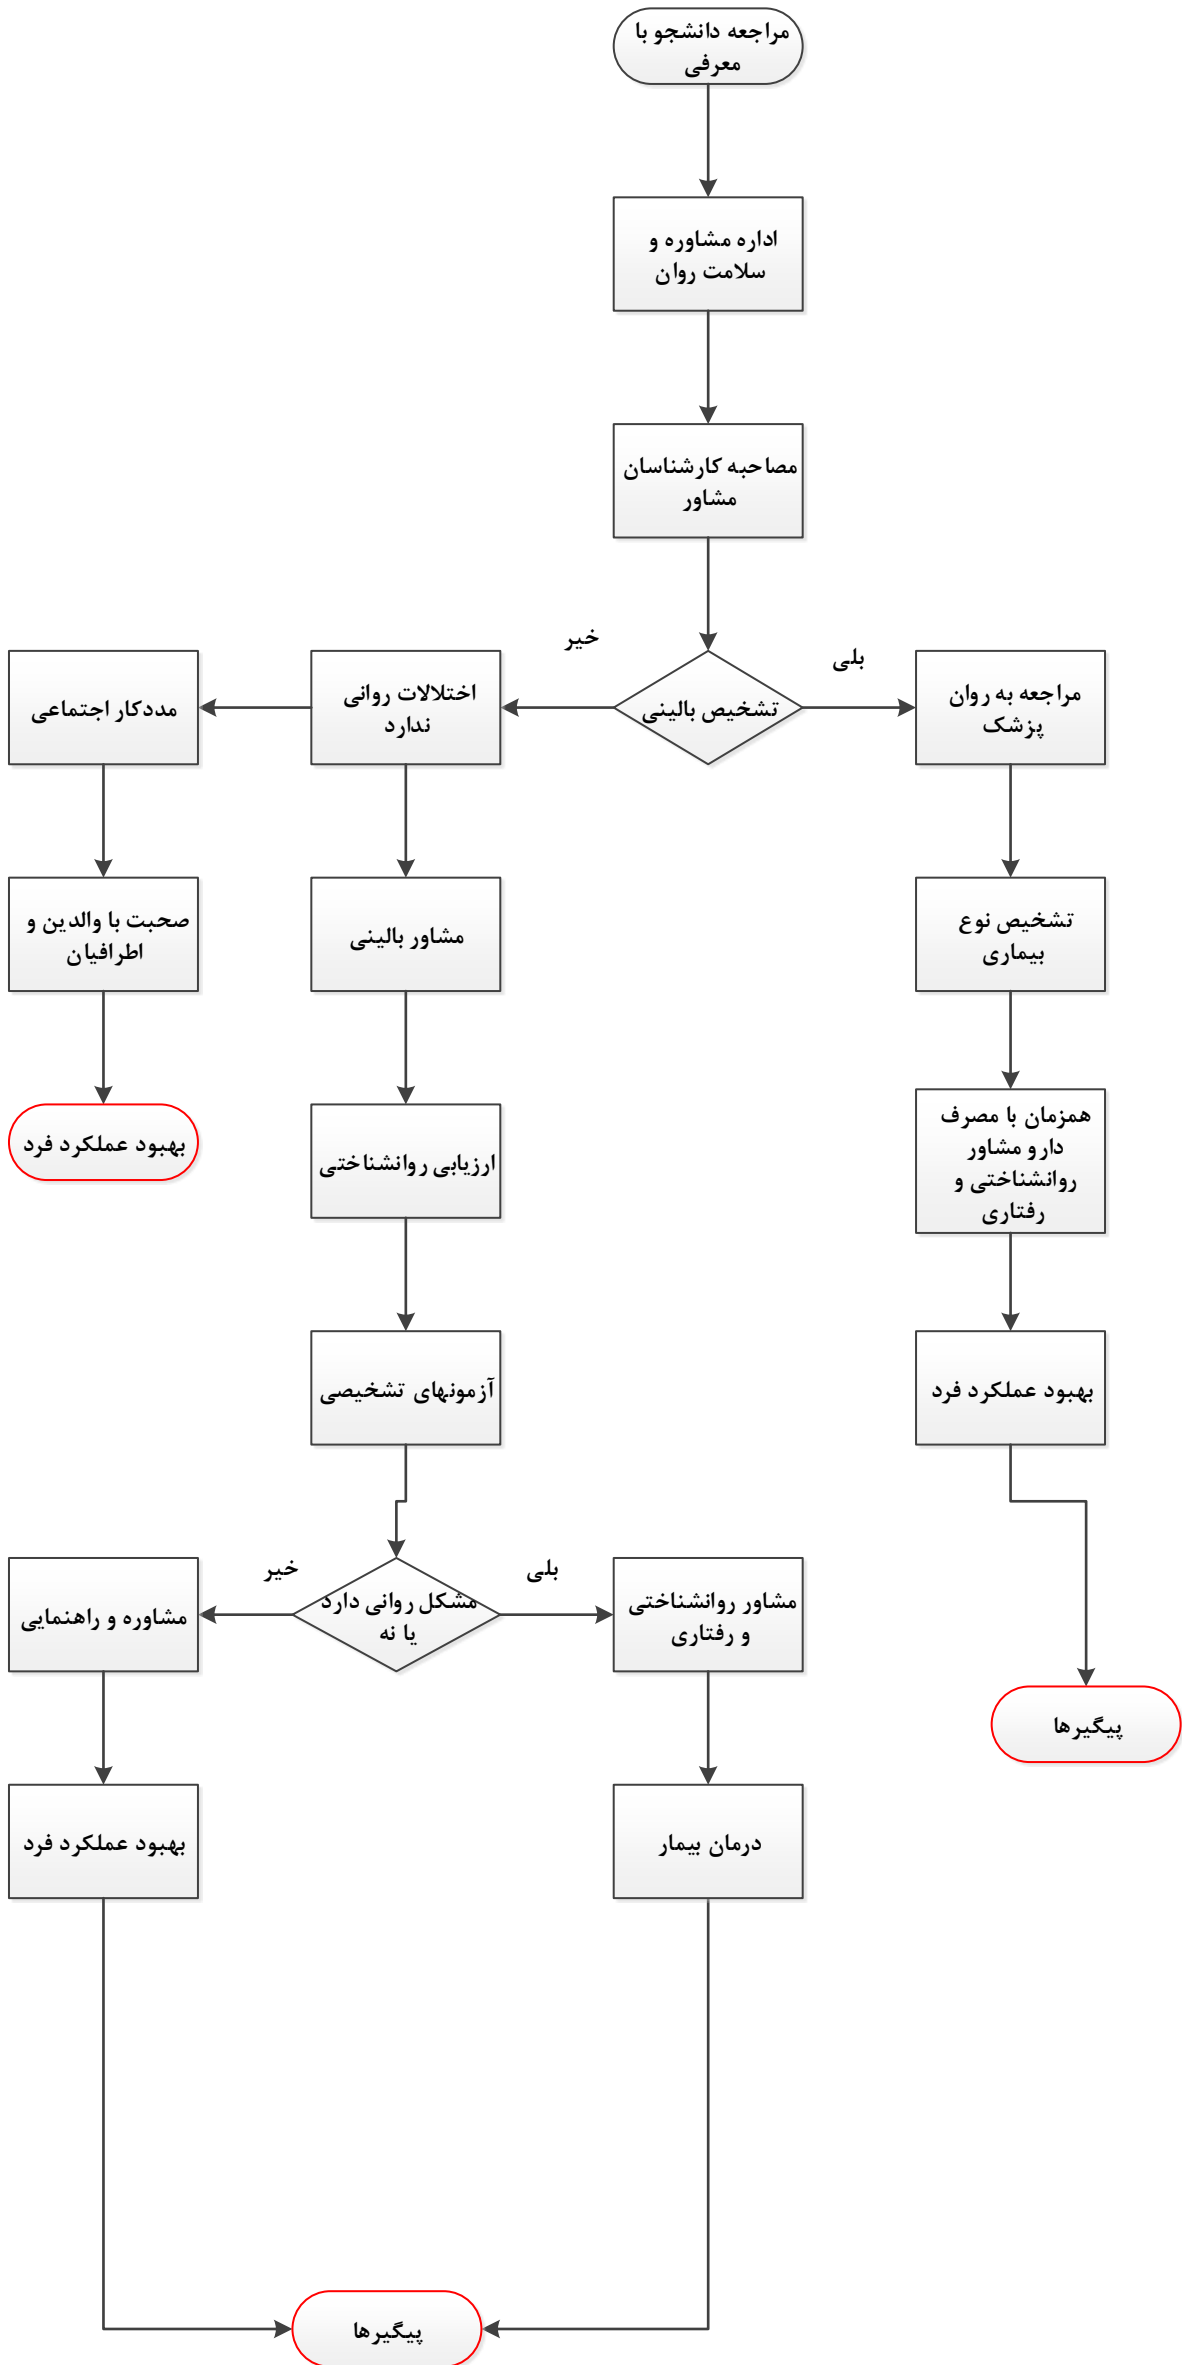 مراجعه دانشجو با
معرفی
اداره مشاوره و
سلامت روان
مصاحبه کارشناسان
مشاور
خیر
بلی
تشخیص بالینی
مراجعه به روان
پزشک
اختلالات روانی
ندارد
مددکار اجتماعی
تشخیص نوع
بیماری
مشاور بالینی
صحبت با والدین و
اطرافیان
همزمان با مصرف
دارو مشاور
روانشناختی و
رفتاری
ارزیابی روانشناختی
بهبود عملکرد فرد
بهبود عملکرد فرد
آزمونهای تشخیصی
بلی
خیر
مشاور روانشناختی
و رفتاری
مشکل روانی دارد
یا نه
مشاوره و راهنمایی
پیگیرها
درمان بیمار
بهبود عملکرد فرد
پیگیرها